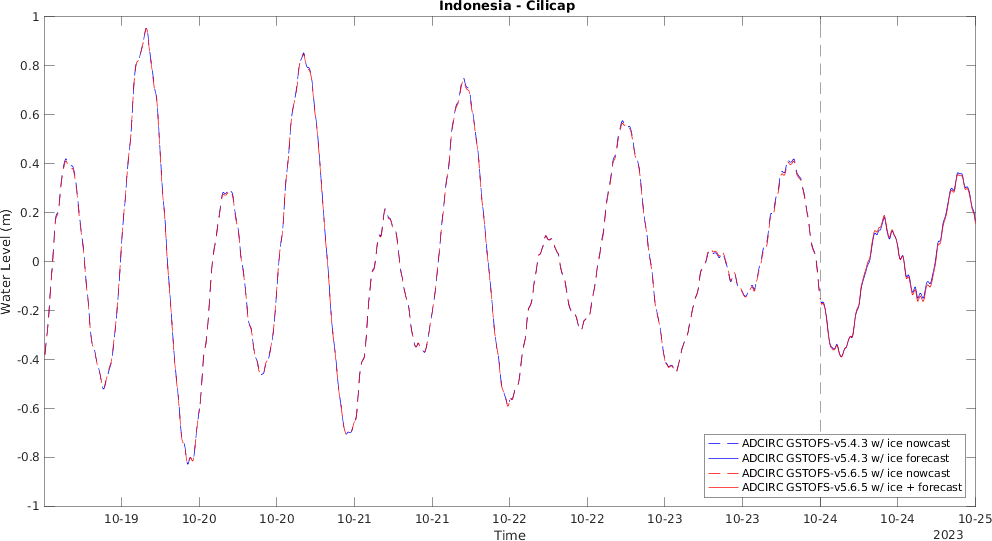 Indonesia - Cilicap
1
0.8
0.6
0.4
0.2
0
-0.2
-0.4
-0.6
-0.8
-1
Water Level (m)
ADCIRC GSTOFS-v5.4.3 w/ ice nowcast
ADCIRC GSTOFS-v5.4.3 w/ ice forecast
ADCIRC GSTOFS-v5.6.5 w/ ice nowcast
ADCIRC GSTOFS-v5.6.5 w/ ice + forecast
10-19 10-20 10-20 10-21 10-21 10-22 10-22 10-23 10-23 10-24 10-24 10-25
Time
2023